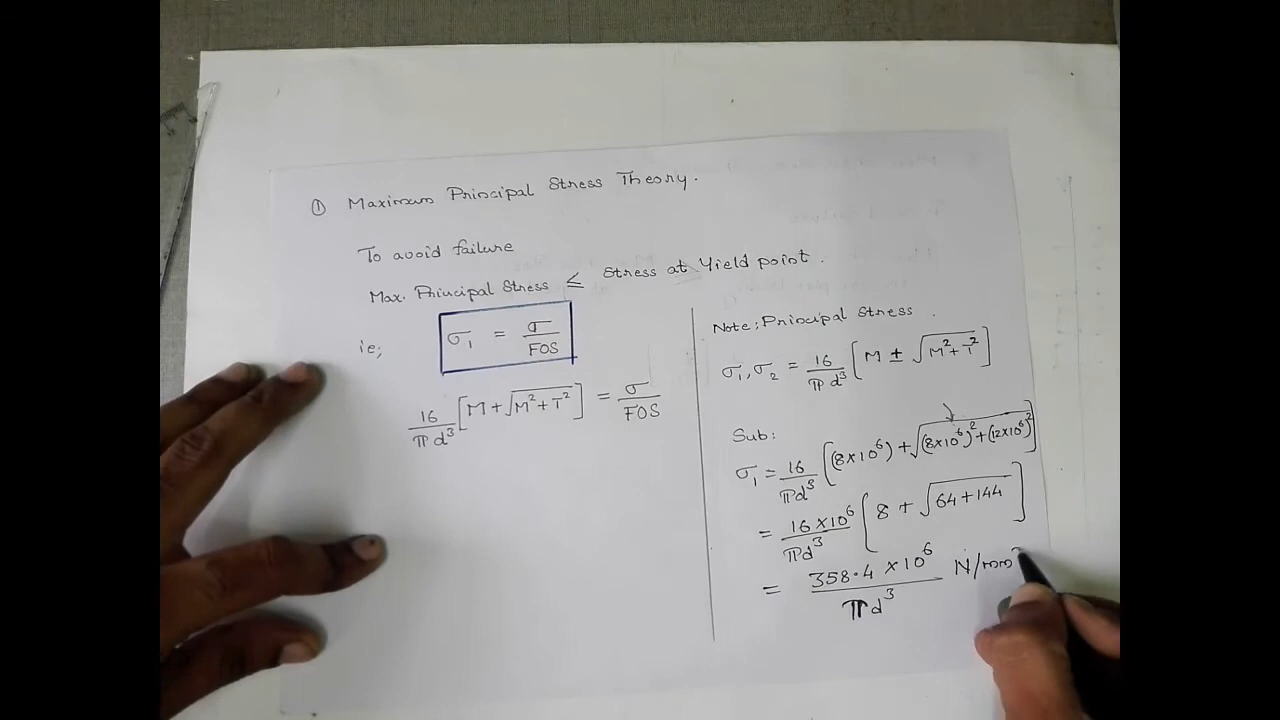 ① Maximum Principal Stress Theory.
To avoid failure
Max. Principal Stress ≤ Stress at Yield point.
ie; σ₁ = σ/FOS
16/πd³ [M + √(M² + T²)] = σ/FOS
Note; Principal Stress.
σ₁, σ₂ = 16/πd³ [M ± √(M² + T²)]
Sub:
σ₁ = 16/πd³ [(8×10⁶) + √((8×10⁶)² + (12×10⁶)²)]
= 16×10⁶/πd³ [8 + √(64+144)]
= 358.4 ×10⁶/πd³ N/mm²